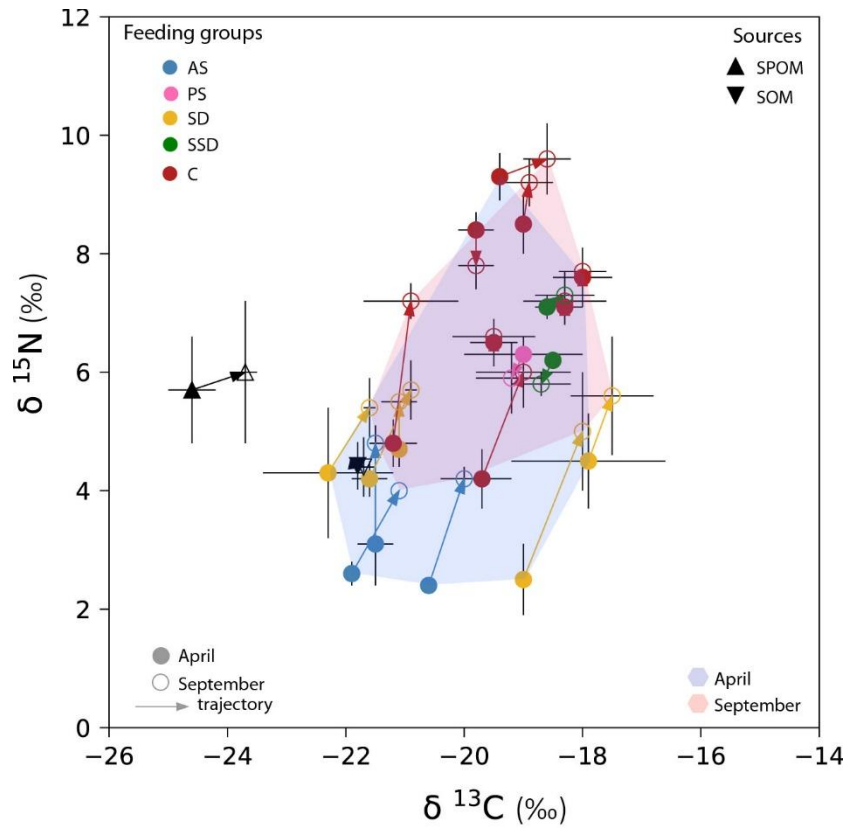 Feeding groups
AS
PS
SD
SSD
C
Sources
SPOM
SOM
12
10
8
6
4
2
0
δ ¹⁵N (‰)
April
September
trajectory
April
September
−26 −24 −22 −20 −18 −16 −14
δ ¹³C (‰)